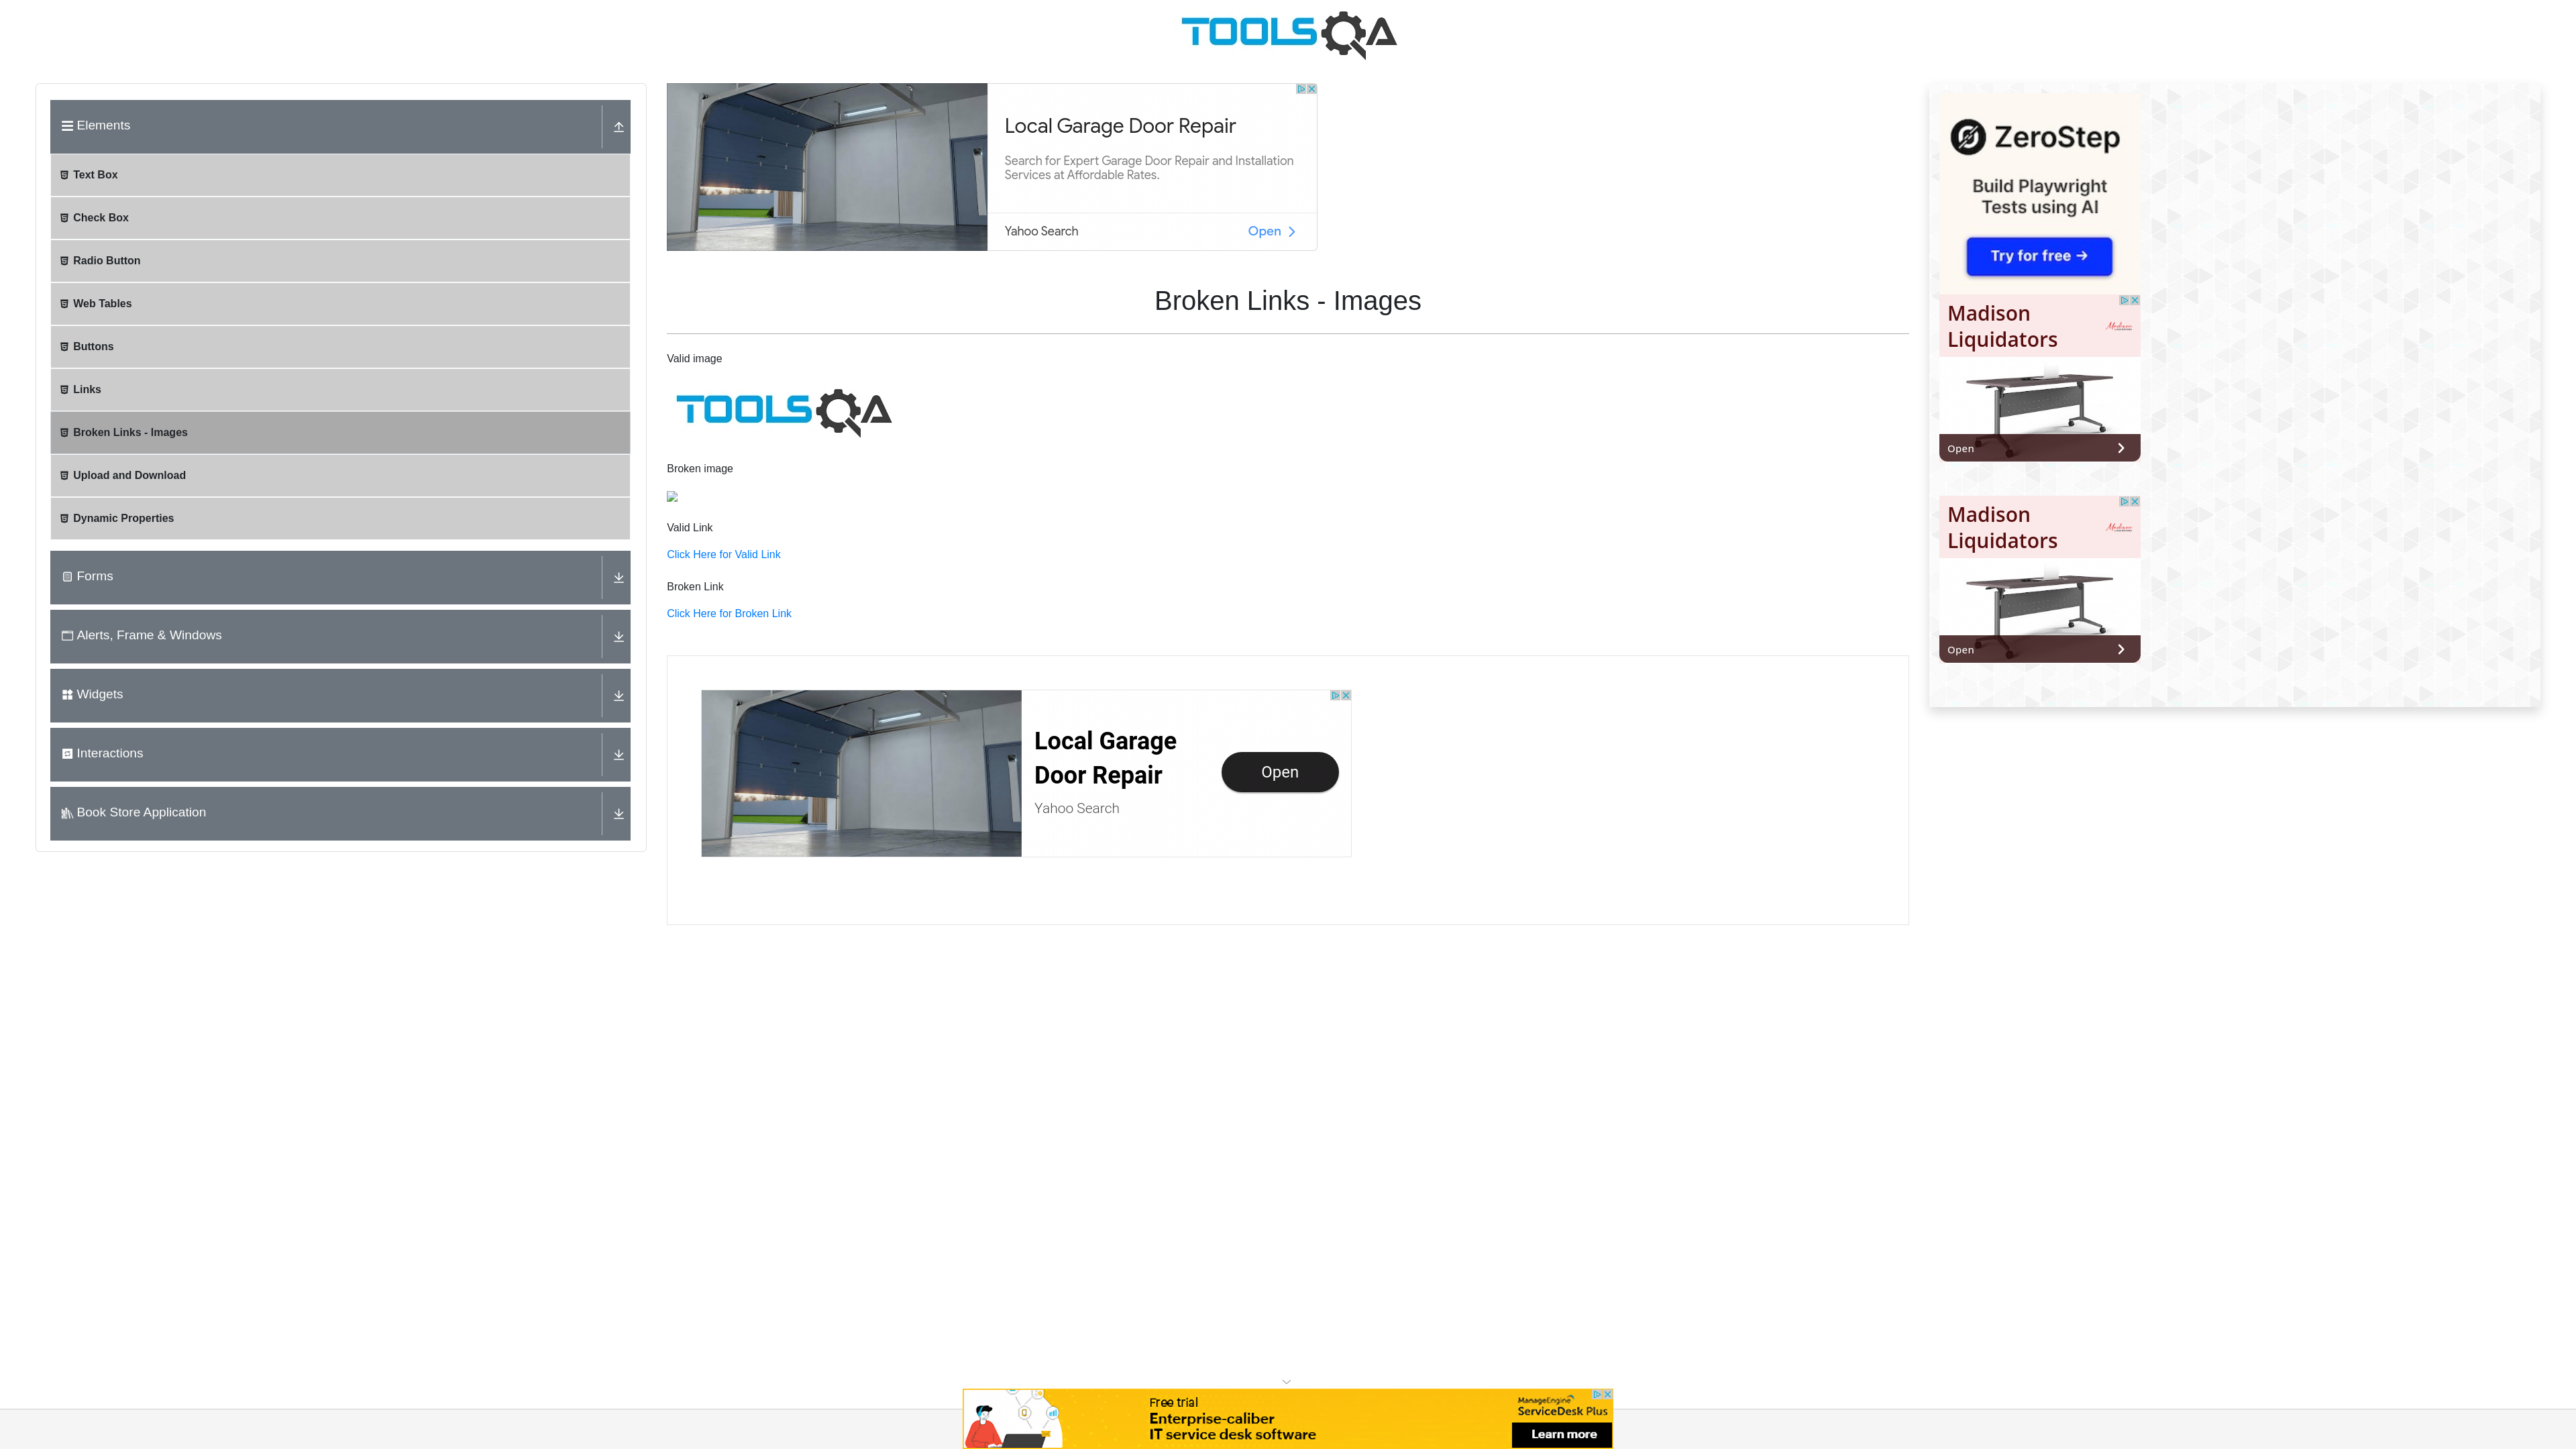 TOOLSQA
Elements
Text Box
Check Box
Radio Button
Web Tables
Buttons
Links
Broken Links - Images
Upload and Download
Dynamic Properties
Forms
Alerts, Frame & Windows
Widgets
Interactions
Book Store Application
Local Garage Door Repair
Search for Expert Garage Door Repair and Installation
Services at Affordable Rates.
Yahoo Search
Open
Broken Links - Images
Valid image
TOOLSQA
Broken image
Valid Link
Click Here for Valid Link
Broken Link
Click Here for Broken Link
Local Garage
Door Repair
Yahoo Search
Open
ZeroStep
Build Playwright
Tests using AI
Try for free →
Madison
Liquidators
Open
Madison
Liquidators
Open
Free trial
Enterprise-caliber
IT service desk software
ManageEngine
ServiceDesk Plus
Learn more